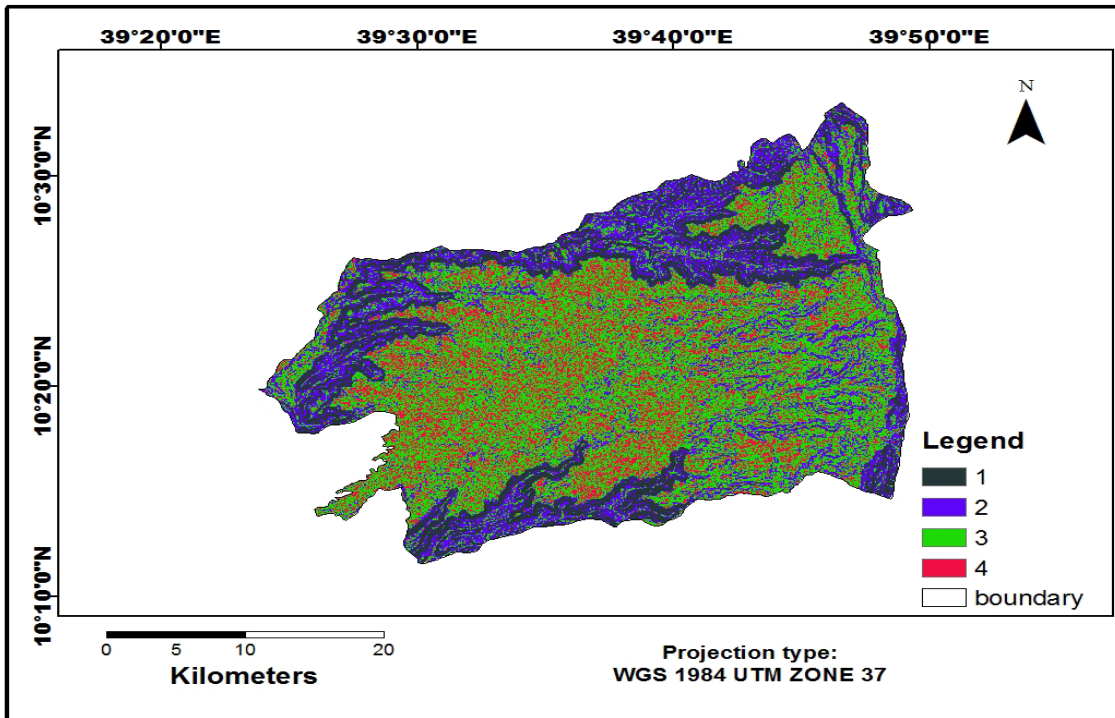 39°20'0"E 39°30'0"E 39°40'0"E 39°50'0"E
N
10°30'0"N
10°20'0"N
10°10'0"N
Legend
1
2
3
4
boundary
0 5 10 20
Kilometers
Projection type:
WGS 1984 UTM ZONE 37